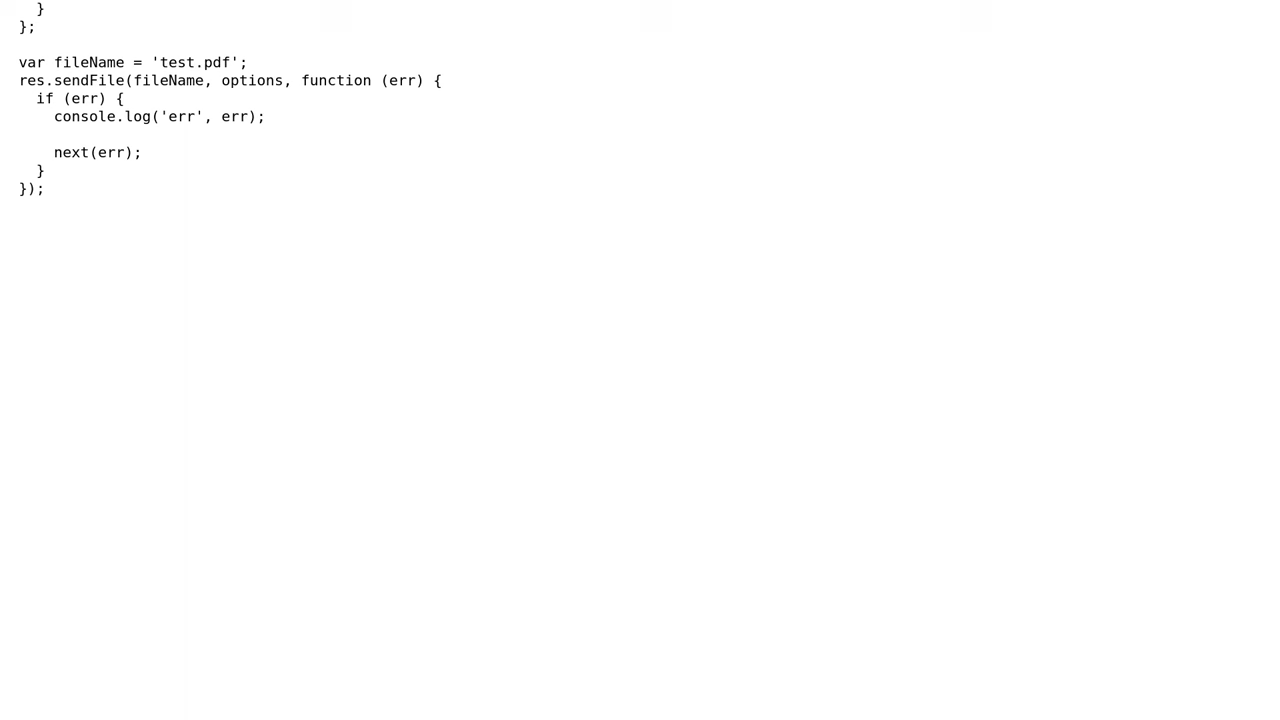 }
};

var fileName = 'test.pdf';
res.sendFile(fileName, options, function (err) {
  if (err) {
    console.log('err', err);

    next(err);
  }
});